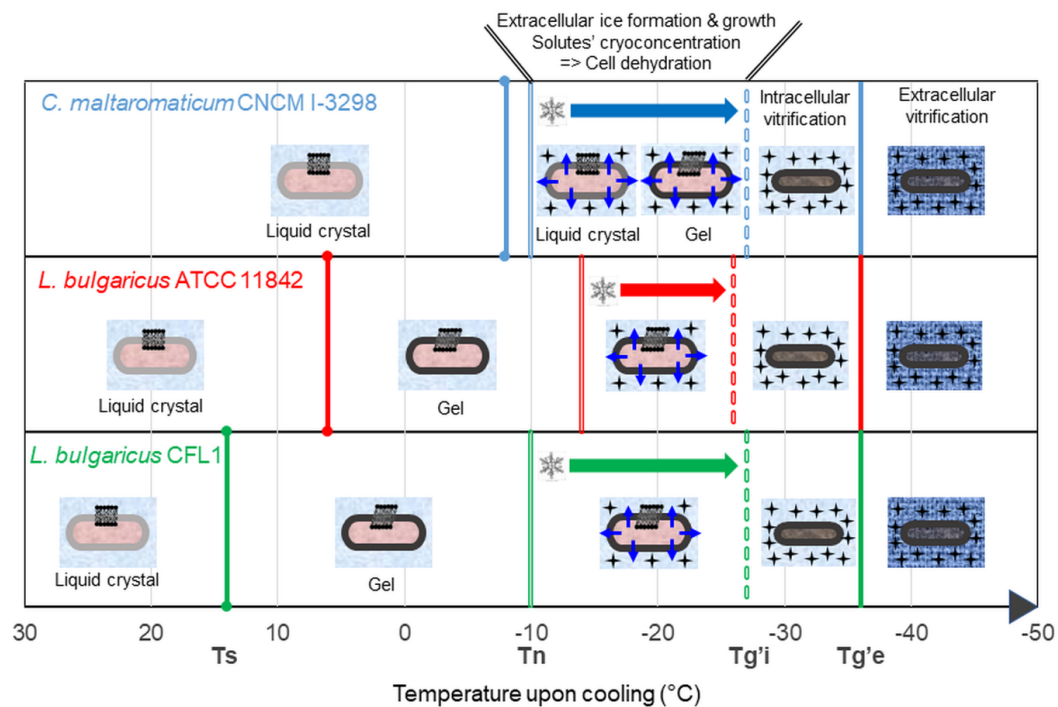 Extracellular ice formation & growth
Solutes' cryoconcentration
=> Cell dehydration
C. maltaromaticum CNCM I-3298
Intracellular
vitrification
Extracellular
vitrification
Liquid crystal
Liquid crystal
Gel
L. bulgaricus ATCC 11842
Liquid crystal
Gel
L. bulgaricus CFL1
Liquid crystal
Gel
30 20 10 0 -10 -20 -30 -40 -50
Ts Tn Tg'i Tg'e
Temperature upon cooling (°C)